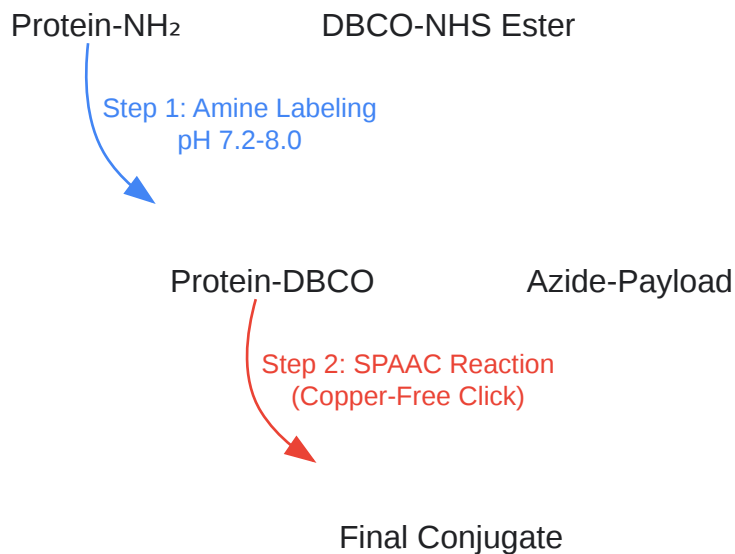 Protein-NH₂ DBCO-NHS Ester
Step 1: Amine Labeling
pH 7.2-8.0
Protein-DBCO Azide-Payload
Step 2: SPAAC Reaction
(Copper-Free Click)
Final Conjugate